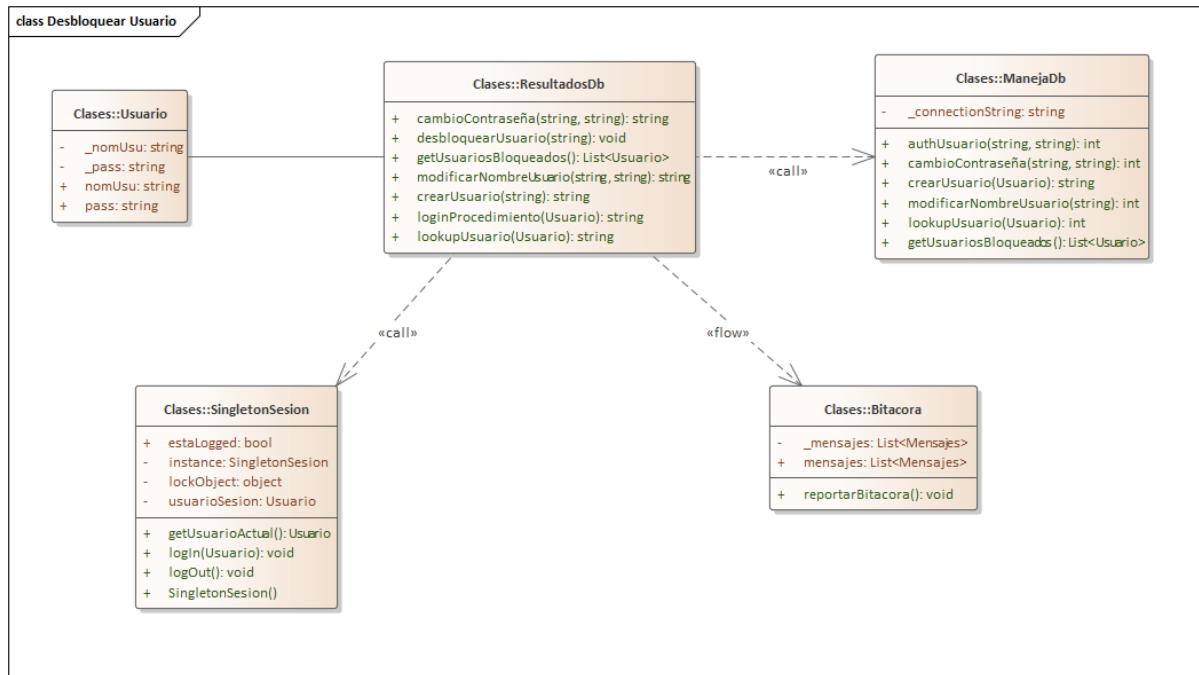 class Desbloquear Usuario
Clases::Usuario
- _nomUsu: string
- _pass: string
+ nomUsu: string
+ pass: string
Clases::ResultadosDb
+ cambioContraseña(string, string): string
+ desbloquearUsuario(string): void
+ getUsuariosBloqueados(): List<Usuario>
+ modificarNombreUsuario(string, string): string
+ crearUsuario(string): string
+ loginProcedimiento(Usuario): string
+ lookupUsuario(Usuario): string
Clases::ManejaDb
- _connectionString: string
+ authUsuario(string, string): int
+ cambioContraseña(string, string): int
+ crearUsuario(Usuario): string
+ modificarNombreUsuario(string): int
+ lookupUsuario(Usuario): int
+ getUsuariosBloqueados(): List<Usuario>
«call»
«call»
«flow»
Clases::SingletonSesion
+ estaLogged: bool
- instance: SingletonSesion
- lockObject: object
- usuarioSesion: Usuario
+ getUsuarioActual(): Usuario
+ logIn(Usuario): void
+ logOut(): void
+ SingletonSesion()
Clases::Bitacora
- _mensajes: List<Mensajes>
+ mensajes: List<Mensajes>
+ reportarBitacora(): void